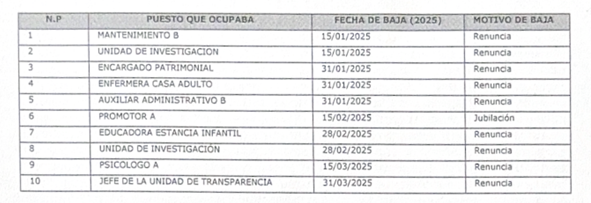 N.P PUESTO QUE OCUPABA FECHA DE BAJA (2025) MOTIVO DE BAJA
1 MANTENIMIENTO B 15/01/2025 Renuncia
2 UNIDAD DE INVESTIGACION 15/01/2025 Renuncia
3 ENCARGADO PATRIMONIAL 31/01/2025 Renuncia
4 ENFERMERA CASA ADULTO 31/01/2025 Renuncia
5 AUXILIAR ADMINISTRATIVO B 31/01/2025 Renuncia
6 PROMOTOR A 15/02/2025 Jubilación
7 EDUCADORA ESTANCIA INFANTIL 28/02/2025 Renuncia
8 UNIDAD DE INVESTIGACIÓN 28/02/2025 Renuncia
9 PSICOLOGO A 15/03/2025 Renuncia
10 JEFE DE LA UNIDAD DE TRANSPARENCIA 31/03/2025 Renuncia